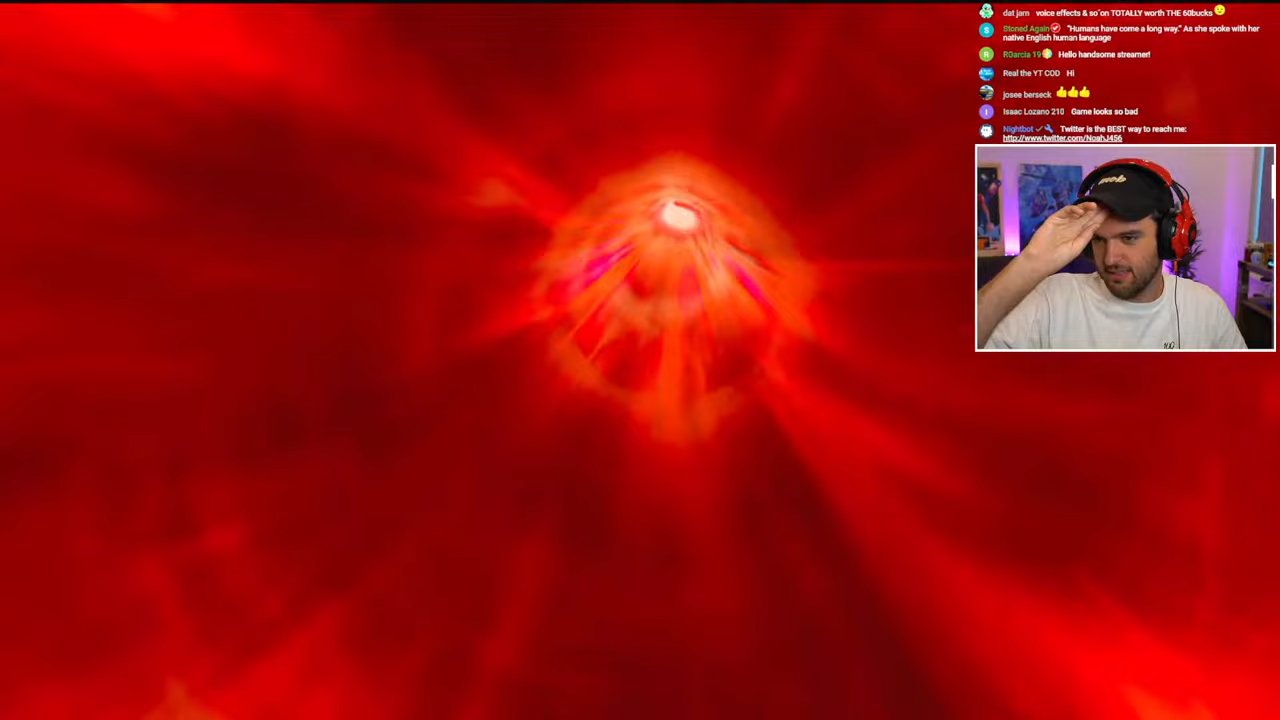 dat jam voice effects & so on TOTALLY worth THE 60bucks
Stoned Again "Humans have come a long way." As she spoke with her
native English human language
RGarcia 19 Hello handsome streamer!
Real the YT COD Hi
josee berseck
Isaac Lozano 210 Game looks so bad
Nightbot Twitter is the BEST way to reach me:
http://www.twitter.com/NoahJ456
100